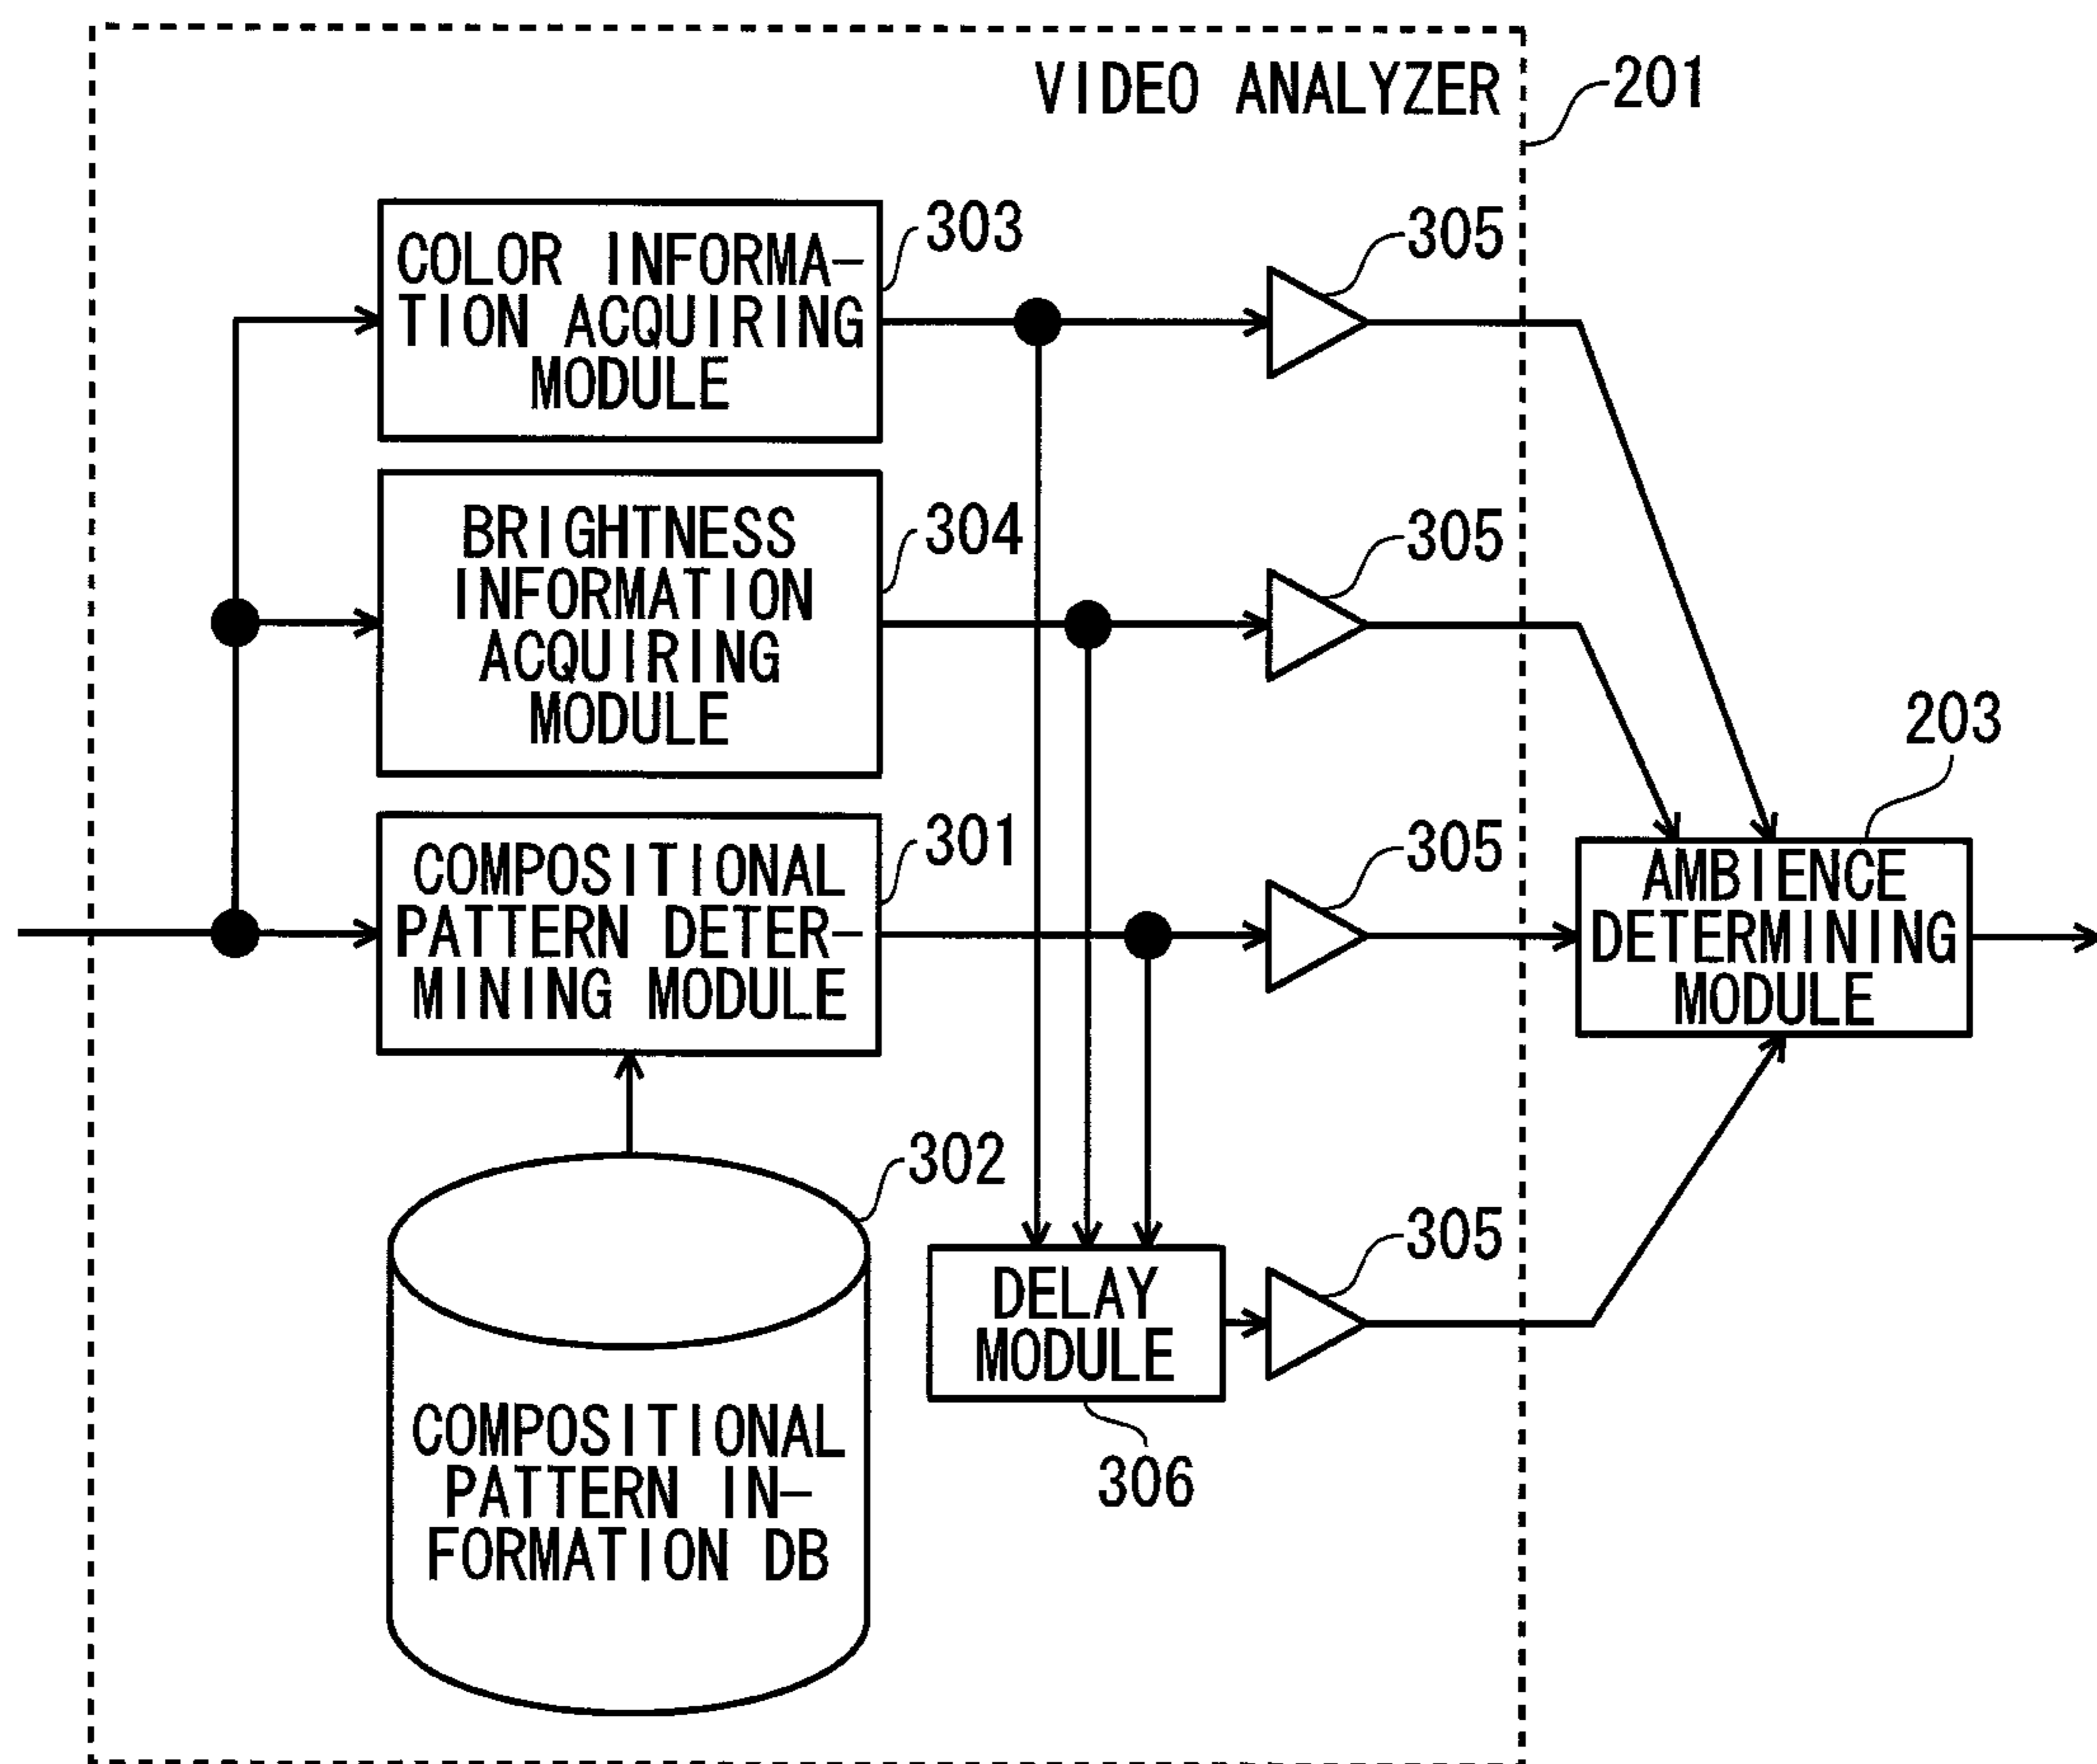 VIDEO ANALYZER
201
COLOR INFORMA-
TION ACQUIRING
MODULE
303
305
BRIGHTNESS
INFORMATION
ACQUIRING
MODULE
304
305
203
COMPOSITIONAL
PATTERN DETER-
MINING MODULE
301
305
AMBIENCE
DETERMINING
MODULE
302
305
DELAY
MODULE
306
COMPOSITIONAL
PATTERN IN-
FORMATION DB